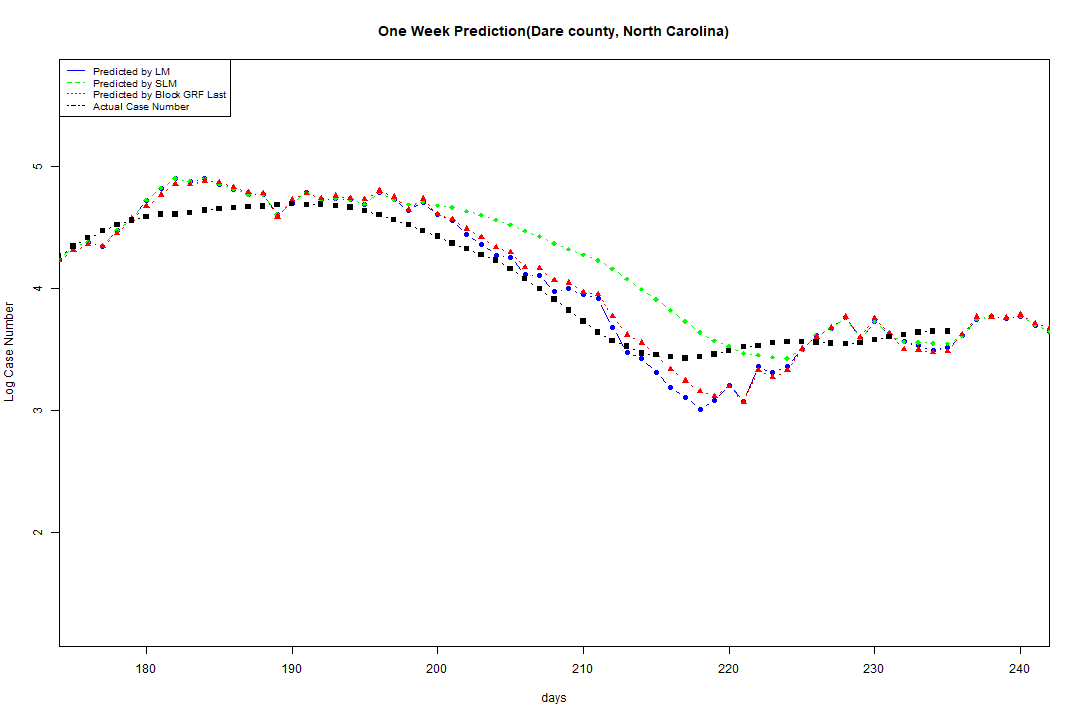 One Week Prediction(Dare county, North Carolina)
Predicted by LM
Predicted by SLM
Predicted by Block GRF Last
Actual Case Number
5
4
3
2
Log Case Number
180 190 200 210 220 230 240
days